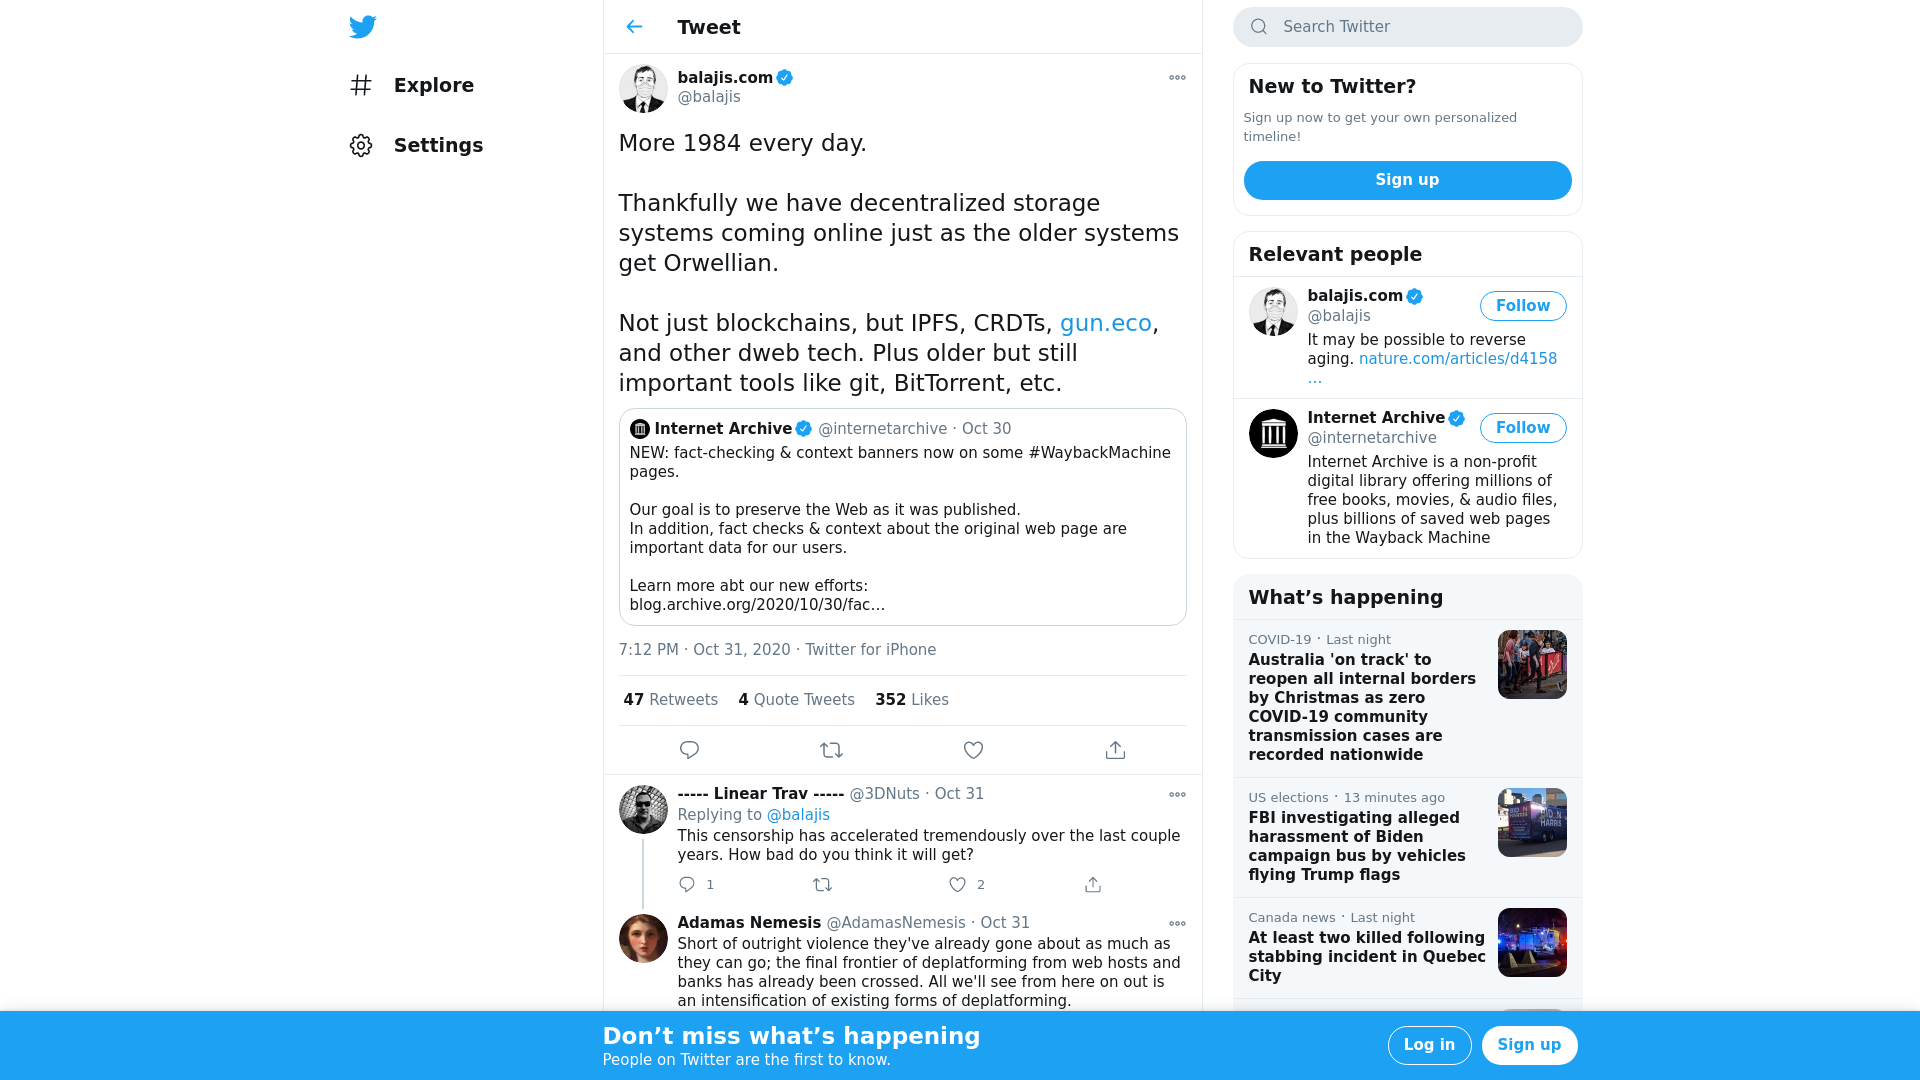 Explore
Settings
Tweet
balajis.com
@balajis
More 1984 every day.
Thankfully we have decentralized storage
systems coming online just as the older systems
get Orwellian.
Not just blockchains, but IPFS, CRDTs, gun.eco,
and other dweb tech. Plus older but still
important tools like git, BitTorrent, etc.
Internet Archive @internetarchive · Oct 30
NEW: fact-checking & context banners now on some #WaybackMachine
pages.
Our goal is to preserve the Web as it was published.
In addition, fact checks & context about the original web page are
important data for our users.
Learn more abt our new efforts:
blog.archive.org/2020/10/30/fac…
7:12 PM · Oct 31, 2020 · Twitter for iPhone
47 Retweets 4 Quote Tweets 352 Likes
----- Linear Trav ----- @3DNuts · Oct 31
Replying to @balajis
This censorship has accelerated tremendously over the last couple
years. How bad do you think it will get?
1 2
Adamas Nemesis @AdamasNemesis · Oct 31
Short of outright violence they've already gone about as much as
they can go; the final frontier of deplatforming from web hosts and
banks has already been crossed. All we'll see from here on out is
an intensification of existing forms of deplatforming.
Search Twitter
New to Twitter?
Sign up now to get your own personalized
timeline!
Sign up
Relevant people
balajis.com
@balajis
Follow
It may be possible to reverse
aging. nature.com/articles/d4158
…
Internet Archive
@internetarchive
Follow
Internet Archive is a non-profit
digital library offering millions of
free books, movies, & audio files,
plus billions of saved web pages
in the Wayback Machine
What’s happening
COVID-19 · Last night
Australia 'on track' to
reopen all internal borders
by Christmas as zero
COVID-19 community
transmission cases are
recorded nationwide
US elections · 13 minutes ago
FBI investigating alleged
harassment of Biden
campaign bus by vehicles
flying Trump flags
Canada news · Last night
At least two killed following
stabbing incident in Quebec
City
Don’t miss what’s happening
People on Twitter are the first to know.
Log in
Sign up